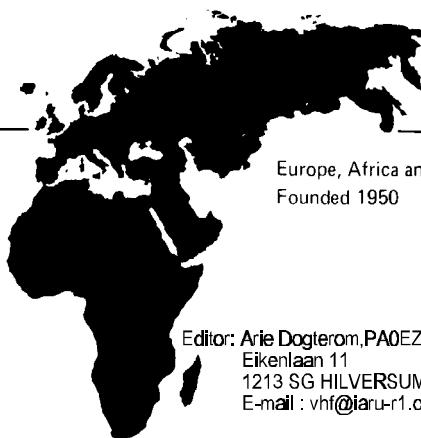 Europe, Africa an
Founded 1950
Editor: Arie Dogterom,PA0EZ
Eikenlaan 11
1213 SG HILVERSUM
E-mail : vhf@iaru-r1.o